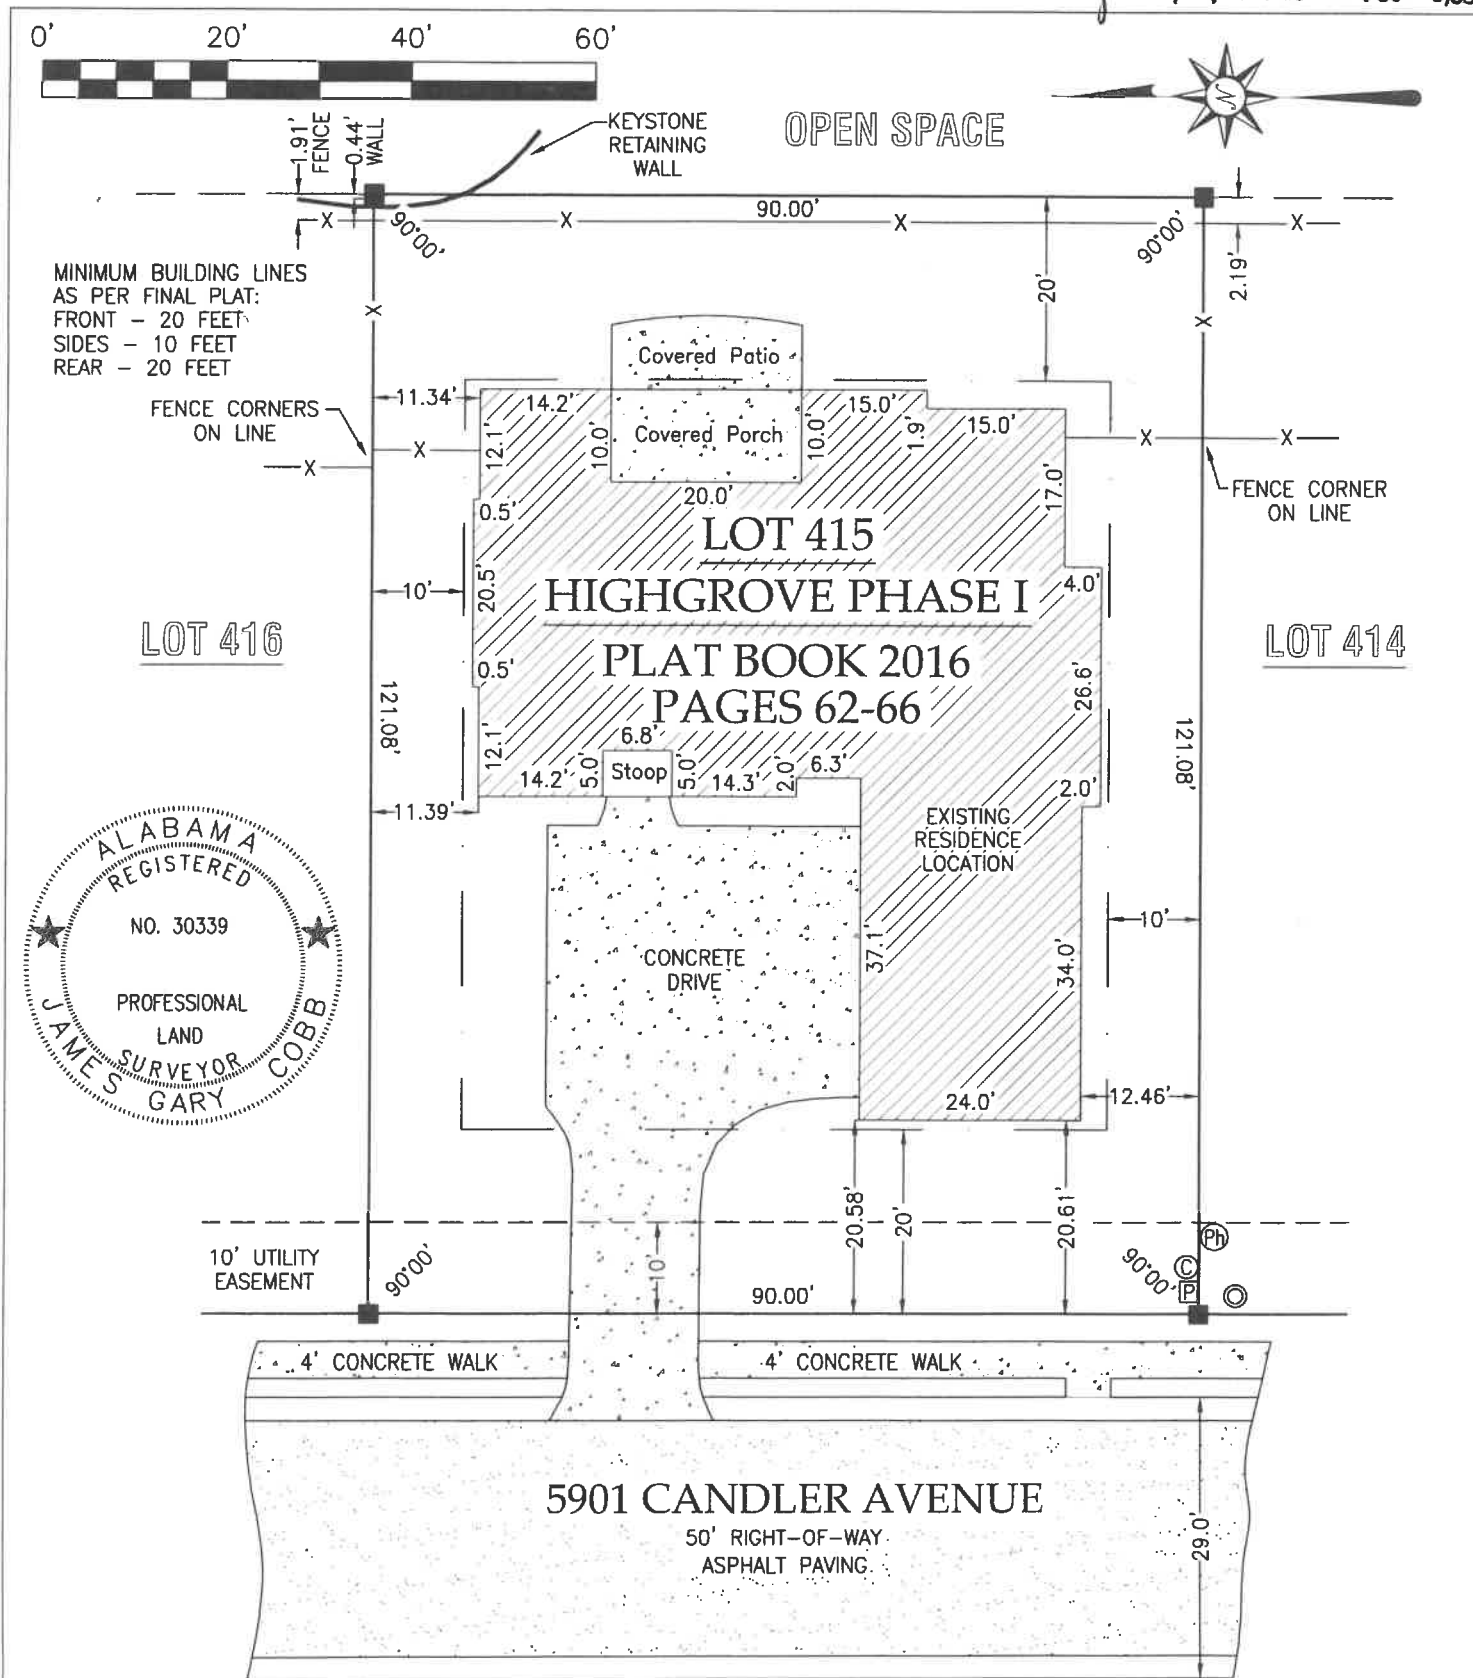 0' 20' 40' 60'
1.91'
FENCE
0.44'
WALL
KEYSTONE
RETAINING
WALL
OPEN SPACE
N
90.00'
X X X X
90°00'
90°00'
2.19'
20'
MINIMUM BUILDING LINES
AS PER FINAL PLAT:
FRONT – 20 FEET
SIDES – 10 FEET
REAR – 20 FEET
X
X
Covered Patio
11.34'
14.2'
15.0'
15.0'
FENCE CORNERS
ON LINE
X
X
12.1'
10.0'
Covered Porch
10.0'
1.9'
X X
20.0'
17.0'
FENCE CORNER
ON LINE
0.5'
LOT 415
HIGHGROVE PHASE I
PLAT BOOK 2016
PAGES 62-66
10'
20.5'
4.0'
LOT 416
LOT 414
0.5'
26.6'
121.08'
121.08'
12.1'
6.8'
14.2'
5.0'
Stoop
5.0'
14.3'
2.0'
6.3'
2.0'
11.39'
EXISTING
RESIDENCE
LOCATION
ALABAMA
REGISTERED
NO. 30339
PROFESSIONAL
LAND
SURVEYOR
JAMES GARY COBB
CONCRETE
DRIVE
37.1'
34.0'
10'
24.0'
12.46'
20.58'
20'
20.61'
10' UTILITY
EASEMENT
90°00'
10'
90.00'
90°00'
Ph
C
P
4' CONCRETE WALK
4' CONCRETE WALK
5901 CANDLER AVENUE
50' RIGHT–OF–WAY
ASPHALT PAVING
29.0'